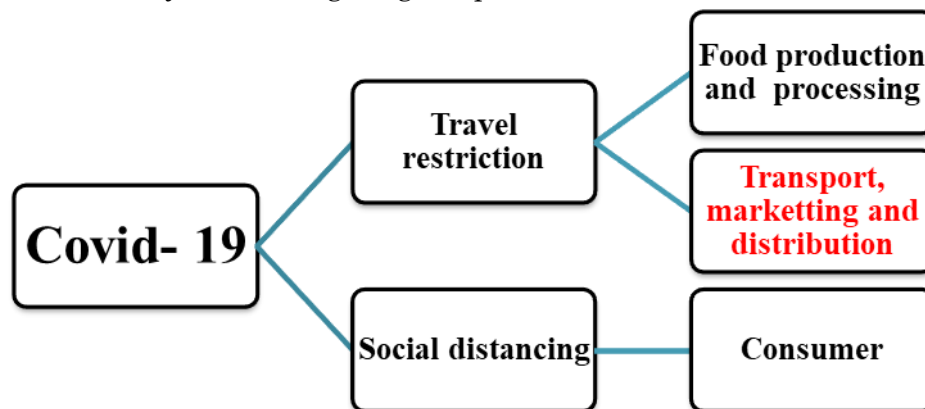 Covid- 19
Travel
restriction
Food production
and processing
Transport,
marketting and
distribution
Social distancing
Consumer